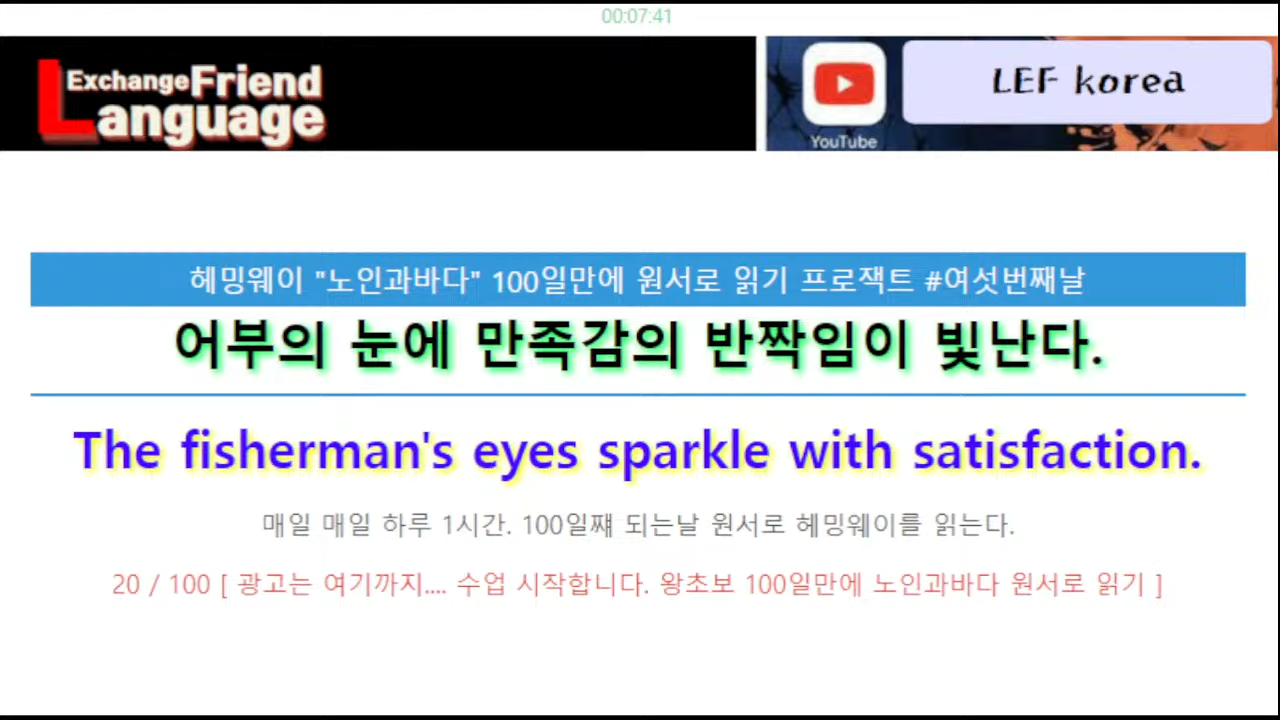 00:07:41
Exchange Friend
Language
LEF korea
YouTube
헤밍웨이 "노인과바다" 100일만에 원서로 읽기 프로잭트 #여섯번째날
어부의 눈에 만족감의 반짝임이 빛난다.
The fisherman's eyes sparkle with satisfaction.
매일 매일 하루 1시간. 100일쨰 되는날 원서로 헤밍웨이를 읽는다.
20 / 100 [ 광고는 여기까지.... 수업 시작합니다. 왕초보 100일만에 노인과바다 원서로 읽기 ]